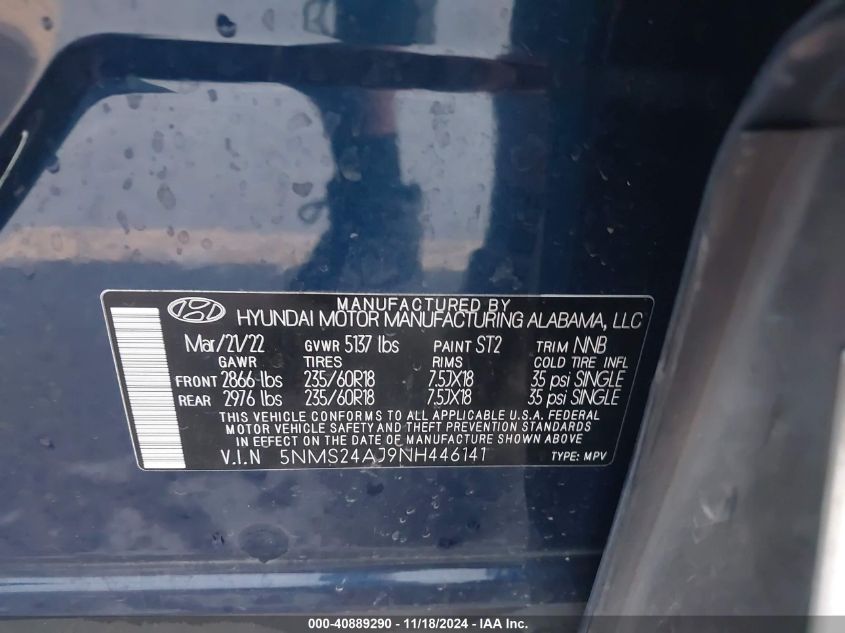 MANUFACTURED BY
HYUNDAI MOTOR MANUFACTURING ALABAMA, LLC
Mar/21/22 GVWR 5137 lbs PAINT ST2 TRIM NNB
GAWR TIRES RIMS COLD TIRE INFL
FRONT 2866 lbs 235/60R18 7.5JX18 35 psi SINGLE
REAR 2976 lbs 235/60R18 7.5JX18 35 psi SINGLE
THIS VEHICLE CONFORMS TO ALL APPLICABLE U.S.A. FEDERAL
MOTOR VEHICLE SAFETY AND THEFT PREVENTION STANDARDS
IN EFFECT ON THE DATE OF MANUFACTURE SHOWN ABOVE
V.I.N 5NMS24AJ9NH446141 TYPE: MPV
000-40889290 - 11/18/2024 - © IAA Inc.